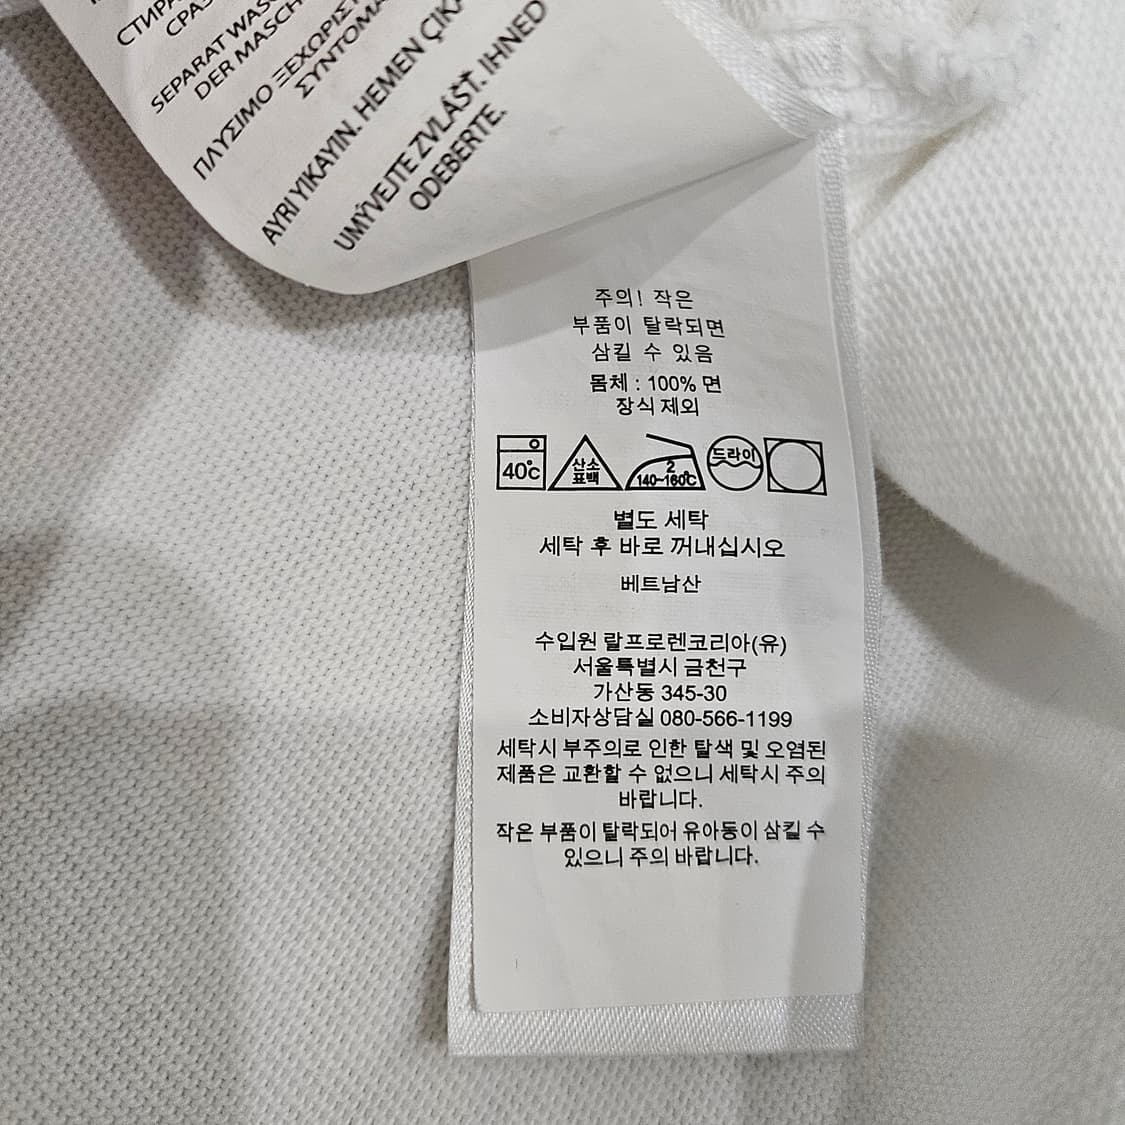 СТИРА
СРАЗ
SEPARAT WASC
DER MASCH
ΠΛΥΣΙΜΟ ΞΕΧΩΡΙΣΤ
ΣΥΝΤΟΜΑ
AYRI YIKAYIN. HEMEN ÇIKA
UMÝVEJTE ZVLÁŠŤ. IHNED
ODEBERTE.
주의! 작은
부품이 탈락되면
삼킬 수 있음
몸체 : 100% 면
장식 제외
40℃ 산소 표백 2 140~160℃ 드라이
별도 세탁
세탁 후 바로 꺼내십시오
베트남산
수입원 랄프로렌코리아(유)
서울특별시 금천구
가산동 345-30
소비자상담실 080-566-1199
세탁시 부주의로 인한 탈색 및 오염된
제품은 교환할 수 없으니 세탁시 주의
바랍니다.
작은 부품이 탈락되어 유아동이 삼킬 수
있으니 주의 바랍니다.